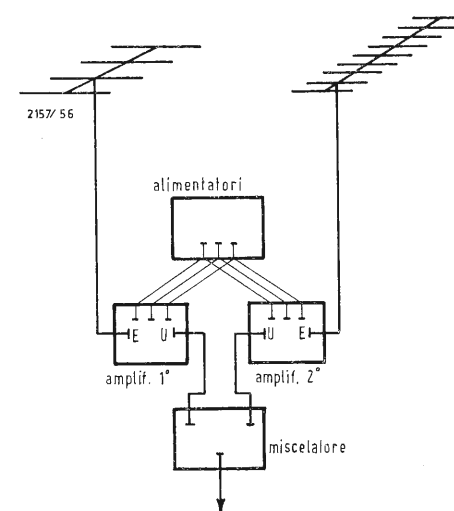 2157/56
alimentatori
E U
U E
amplif. 1°
amplif. 2°
miscelalore